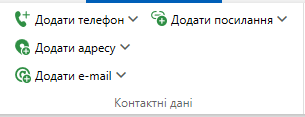 Додати телефон Додати посилання
Додати адресу
Додати e-mail
Контактні дані